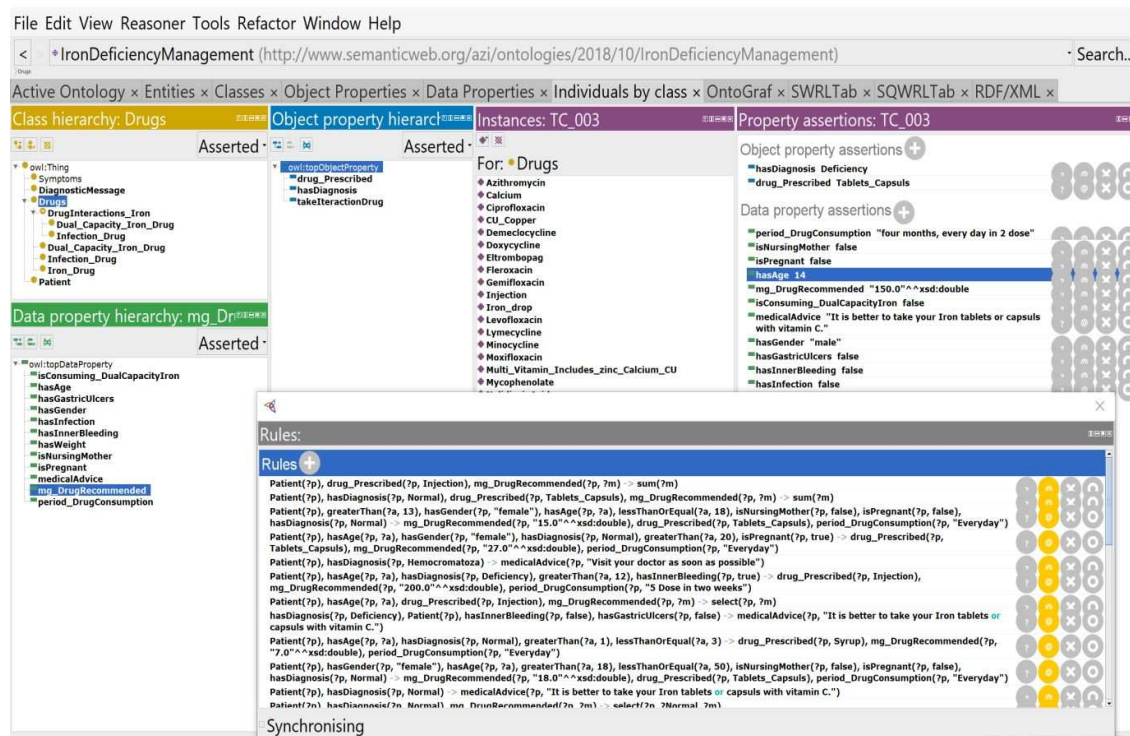 File Edit View Reasoner Tools Refactor Window Help
< IronDeficiencyManagement (http://www.semanticweb.org/azi/ontologies/2018/10/IronDeficiencyManagement) Search...
Drugs
Active Ontology × Entities × Classes × Object Properties × Data Properties × Individuals by class × OntoGraf × SWRLTab × SQWRLTab × RDF/XML ×
Class hierarchy: Drugs
Asserted
owl:Thing
Symptoms
DiagnosticMessage
Drugs
DrugInteractions_Iron
Dual_Capacity_Iron_Drug
Infection_Drug
Dual_Capacity_Iron_Drug
Infection_Drug
Iron_Drug
Patient
Data property hierarchy: mg_Dr
Asserted
owl:topDataProperty
isConsuming_DualCapacityIron
hasAge
hasGastricUlcers
hasGender
hasInfection
hasInnerBleeding
hasWeight
isNursingMother
isPregnant
medicalAdvice
mg_DrugRecommended
period_DrugConsumption
Object property hierarch
Asserted
owl:topObjectProperty
drug_Prescribed
hasDiagnosis
takeIteractionDrug
Instances: TC_003
For: Drugs
Azithromycin
Calcium
Ciprofloxacin
CU_Copper
Demeclocycline
Doxycycline
Eltrombopag
Fleroxacin
Gemifloxacin
Injection
Iron_drop
Levofloxacin
Lymecycline
Minocycline
Moxifloxacin
Multi_Vitamin_Includes_zinc_Calcium_CU
Mycophenolate
Property assertions: TC_003
Object property assertions
hasDiagnosis Deficiency
drug_Prescribed Tablets_Capsuls
Data property assertions
period_DrugConsumption "four months, every day in 2 dose"
isNursingMother false
isPregnant false
hasAge 14
mg_DrugRecommended "150.0"^^xsd:double
isConsuming_DualCapacityIron false
medicalAdvice "It is better to take your Iron tablets or capsuls
with vitamin C."
hasGender "male"
hasGastricUlcers false
hasInnerBleeding false
hasInfection false
Rules:
Rules
Patient(?p), drug_Prescribed(?p, Injection), mg_DrugRecommended(?p, ?m) -> sum(?m)
Patient(?p), hasDiagnosis(?p, Normal), drug_Prescribed(?p, Tablets_Capsuls), mg_DrugRecommended(?p, ?m) -> sum(?m)
Patient(?p), greaterThan(?a, 13), hasGender(?p, "female"), hasAge(?p, ?a), lessThanOrEqual(?a, 18), isNursingMother(?p, false), isPregnant(?p, false),
hasDiagnosis(?p, Normal) -> mg_DrugRecommended(?p, "15.0"^^xsd:double), drug_Prescribed(?p, Tablets_Capsuls), period_DrugConsumption(?p, "Everyday")
Patient(?p), hasAge(?p, ?a), hasGender(?p, "female"), hasDiagnosis(?p, Normal), greaterThan(?a, 20), isPregnant(?p, true) -> drug_Prescribed(?p,
Tablets_Capsuls), mg_DrugRecommended(?p, "27.0"^^xsd:double), period_DrugConsumption(?p, "Everyday")
Patient(?p), hasDiagnosis(?p, Hemocromatoza) -> medicalAdvice(?p, "Visit your doctor as soon as possible")
Patient(?p), hasAge(?p, ?a), hasDiagnosis(?p, Deficiency), greaterThan(?a, 12), hasInnerBleeding(?p, true) -> drug_Prescribed(?p, Injection),
mg_DrugRecommended(?p, "200.0"^^xsd:double), period_DrugConsumption(?p, "5 Dose in two weeks")
Patient(?p), hasAge(?p, ?a), drug_Prescribed(?p, Injection), mg_DrugRecommended(?p, ?m) -> select(?p, ?m)
hasDiagnosis(?p, Deficiency), Patient(?p), hasInnerBleeding(?p, false), hasGastricUlcers(?p, false) -> medicalAdvice(?p, "It is better to take your Iron tablets or
capsuls with vitamin C.")
Patient(?p), hasAge(?p, ?a), hasDiagnosis(?p, Normal), greaterThan(?a, 1), lessThanOrEqual(?a, 3) -> drug_Prescribed(?p, Syrup), mg_DrugRecommended(?p,
"7.0"^^xsd:double), period_DrugConsumption(?p, "Everyday")
Patient(?p), hasGender(?p, "female"), hasAge(?p, ?a), greaterThan(?a, 18), lessThanOrEqual(?a, 50), isNursingMother(?p, false), isPregnant(?p, false),
hasDiagnosis(?p, Normal) -> mg_DrugRecommended(?p, "18.0"^^xsd:double), drug_Prescribed(?p, Tablets_Capsuls), period_DrugConsumption(?p, "Everyday")
Patient(?p), hasDiagnosis(?p, Normal) -> medicalAdvice(?p, "It is better to take your Iron tablets or capsuls with vitamin C.")
Patient(?p), hasDiagnosis(?p, Normal), mg_DrugRecommended(?p, ?m) -> select(?p, ?Normal, ?m)
Synchronising